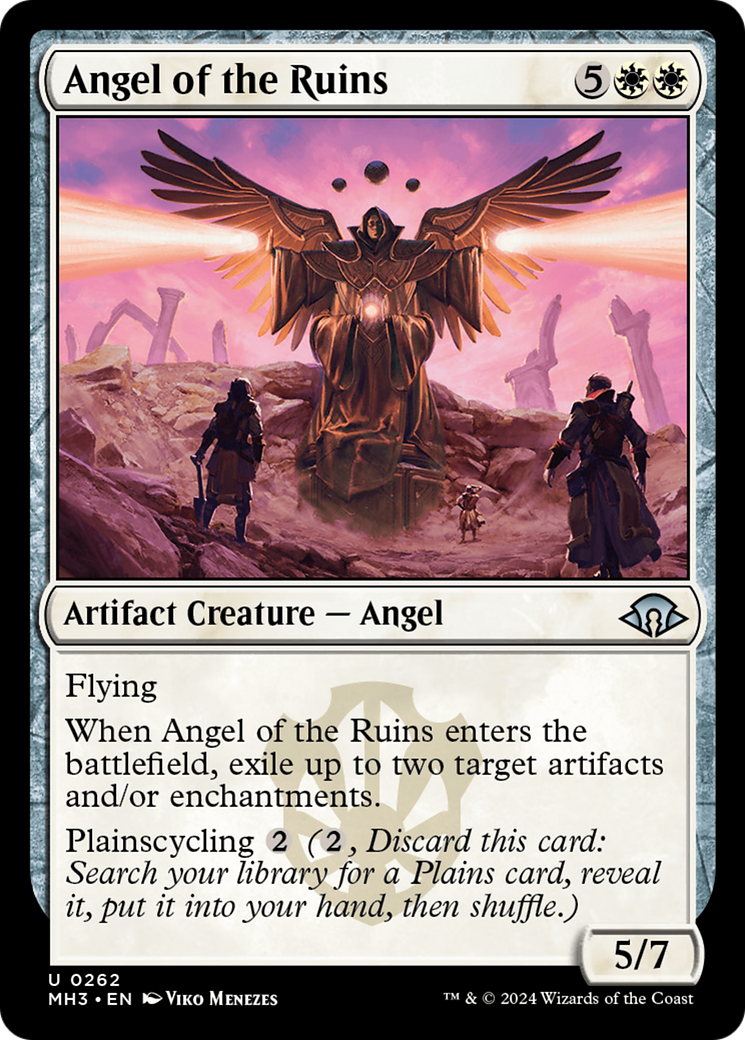 Angel of the Ruins 5
Artifact Creature — Angel
Flying
When Angel of the Ruins enters the
battlefield, exile up to two target artifacts
and/or enchantments.
Plainscycling 2 (2, Discard this card:
Search your library for a Plains card, reveal
it, put it into your hand, then shuffle.)
5/7
U 0262
MH3 • EN Viko Menezes
™ & © 2024 Wizards of the Coast